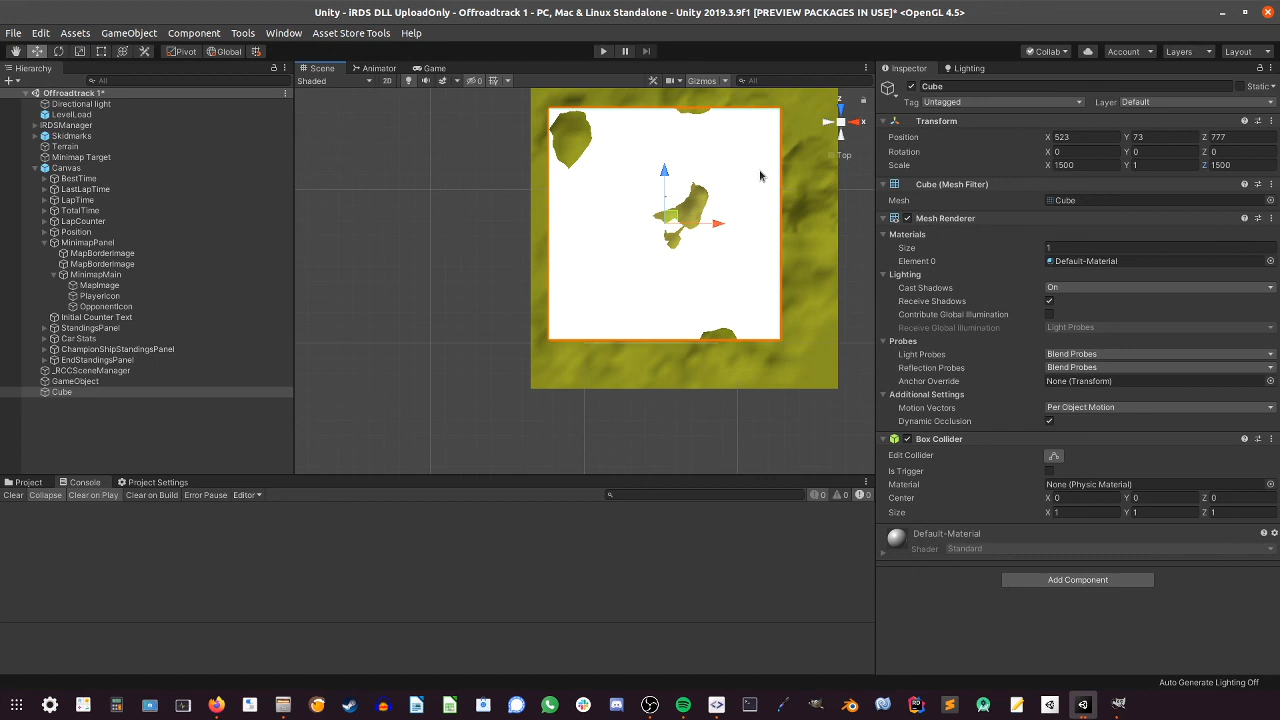 Unity - iRDS DLL UploadOnly - Offroadtrack 1 - PC, Mac & Linux Standalone - Unity 2019.3.9f1 [PREVIEW PACKAGES IN USE]* <OpenGL 4.5>
File Edit Assets GameObject Component Tools Window Asset Store Tools Help
Pivot Global Collab Account Layers Layout
Hierarchy
All
Offroadtrack 1*
Directional light
LevelLoad
IRDSManager
Skidmarks
Terrain
Minimap Target
Canvas
BestTime
LastLapTime
LapTime
TotalTime
LapCounter
Position
MinimapPanel
MapBorderImage
MapBorderImage
MinimapMain
MapImage
PlayerIcon
OpponentIcon
Initial Counter Text
StandingsPanel
Car Stats
ChampionShipStandingsPanel
EndStandingsPanel
_RCCSceneManager
GameObject
Cube
Scene Animator Game
Shaded 2D 0 Gizmos All
z
x
Top
Project Console Project Settings
Clear Collapse Clear on Play Clear on Build Error Pause Editor 0 0 0
Inspector Lighting
Cube Static
Tag Untagged Layer Default
Transform
Position X 523 Y 73 Z 777
Rotation X 0 Y 0 Z 0
Scale X 1500 Y 1 Z 1500
Cube (Mesh Filter)
Mesh Cube
Mesh Renderer
Materials
Size 1
Element 0 Default-Material
Lighting
Cast Shadows On
Receive Shadows
Contribute Global Illumination
Receive Global Illumination Light Probes
Probes
Light Probes Blend Probes
Reflection Probes Blend Probes
Anchor Override None (Transform)
Additional Settings
Motion Vectors Per Object Motion
Dynamic Occlusion
Box Collider
Edit Collider
Is Trigger
Material None (Physic Material)
Center X 0 Y 0 Z 0
Size X 1 Y 1 Z 1
Default-Material
Shader Standard
Add Component
Auto Generate Lighting Off